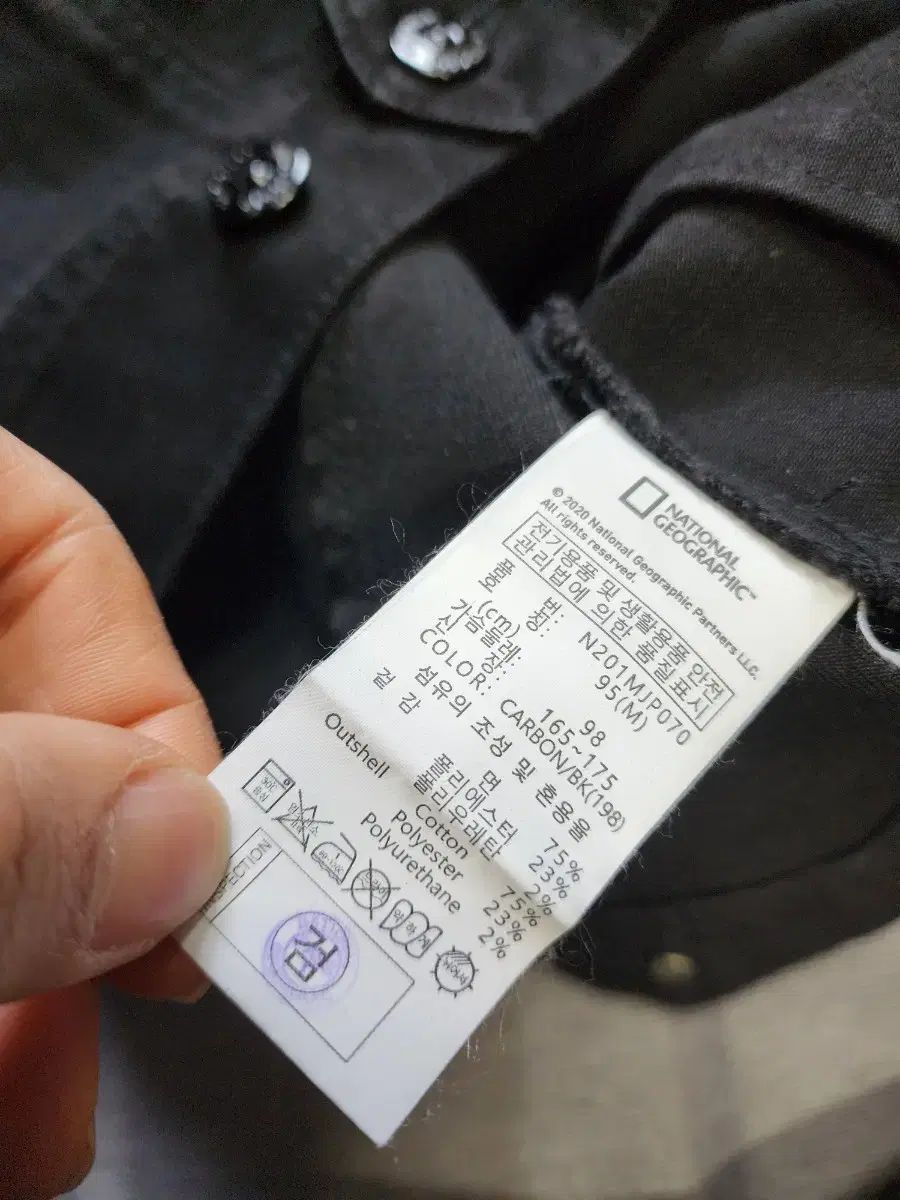 NATIONAL
GEOGRAPHIC™
© 2020 National Geographic Partners LLC.
All rights reserved.
전기용품 및 생활용품 안전
관리법에 의한 품질표시
품 번: N201MJP070
호 칭: 95(M)
(cm)
가슴둘레: 98
신 장: 165~175
COLOR: CARBON/BK(198)
섬유의 조성 및 혼용율
겉 감
면 75%
폴리에스터 23%
폴리우레탄 2%
Outshell
Cotton 75%
Polyester 23%
Polyurethane 2%
검